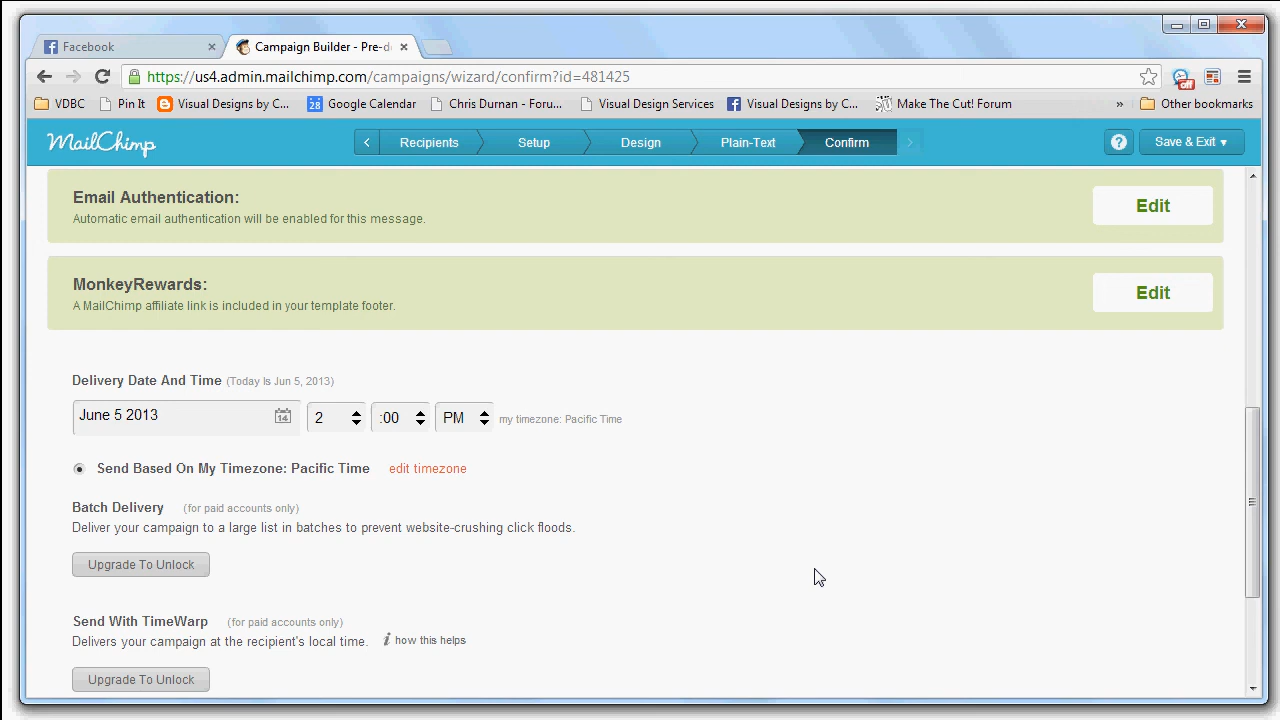 Facebook
Campaign Builder - Pre-d
https://us4.admin.mailchimp.com/campaigns/wizard/confirm?id=481425
off
VDBC
Pin It
Visual Designs by C...
28
Google Calendar
Chris Durnan - Foru...
Visual Design Services
Visual Designs by C...
Make The Cut! Forum
»
Other bookmarks
MailChimp
Recipients
Setup
Design
Plain-Text
Confirm
?
Save & Exit
Email Authentication:
Automatic email authentication will be enabled for this message.
Edit
MonkeyRewards:
A MailChimp affiliate link is included in your template footer.
Edit
Delivery Date And Time (Today Is Jun 5, 2013)
June 5 2013 14 2 :00 PM my timezone: Pacific Time
Send Based On My Timezone: Pacific Time edit timezone
Batch Delivery (for paid accounts only)
Deliver your campaign to a large list in batches to prevent website-crushing click floods.
Upgrade To Unlock
Send With TimeWarp (for paid accounts only)
Delivers your campaign at the recipient's local time. i how this helps
Upgrade To Unlock